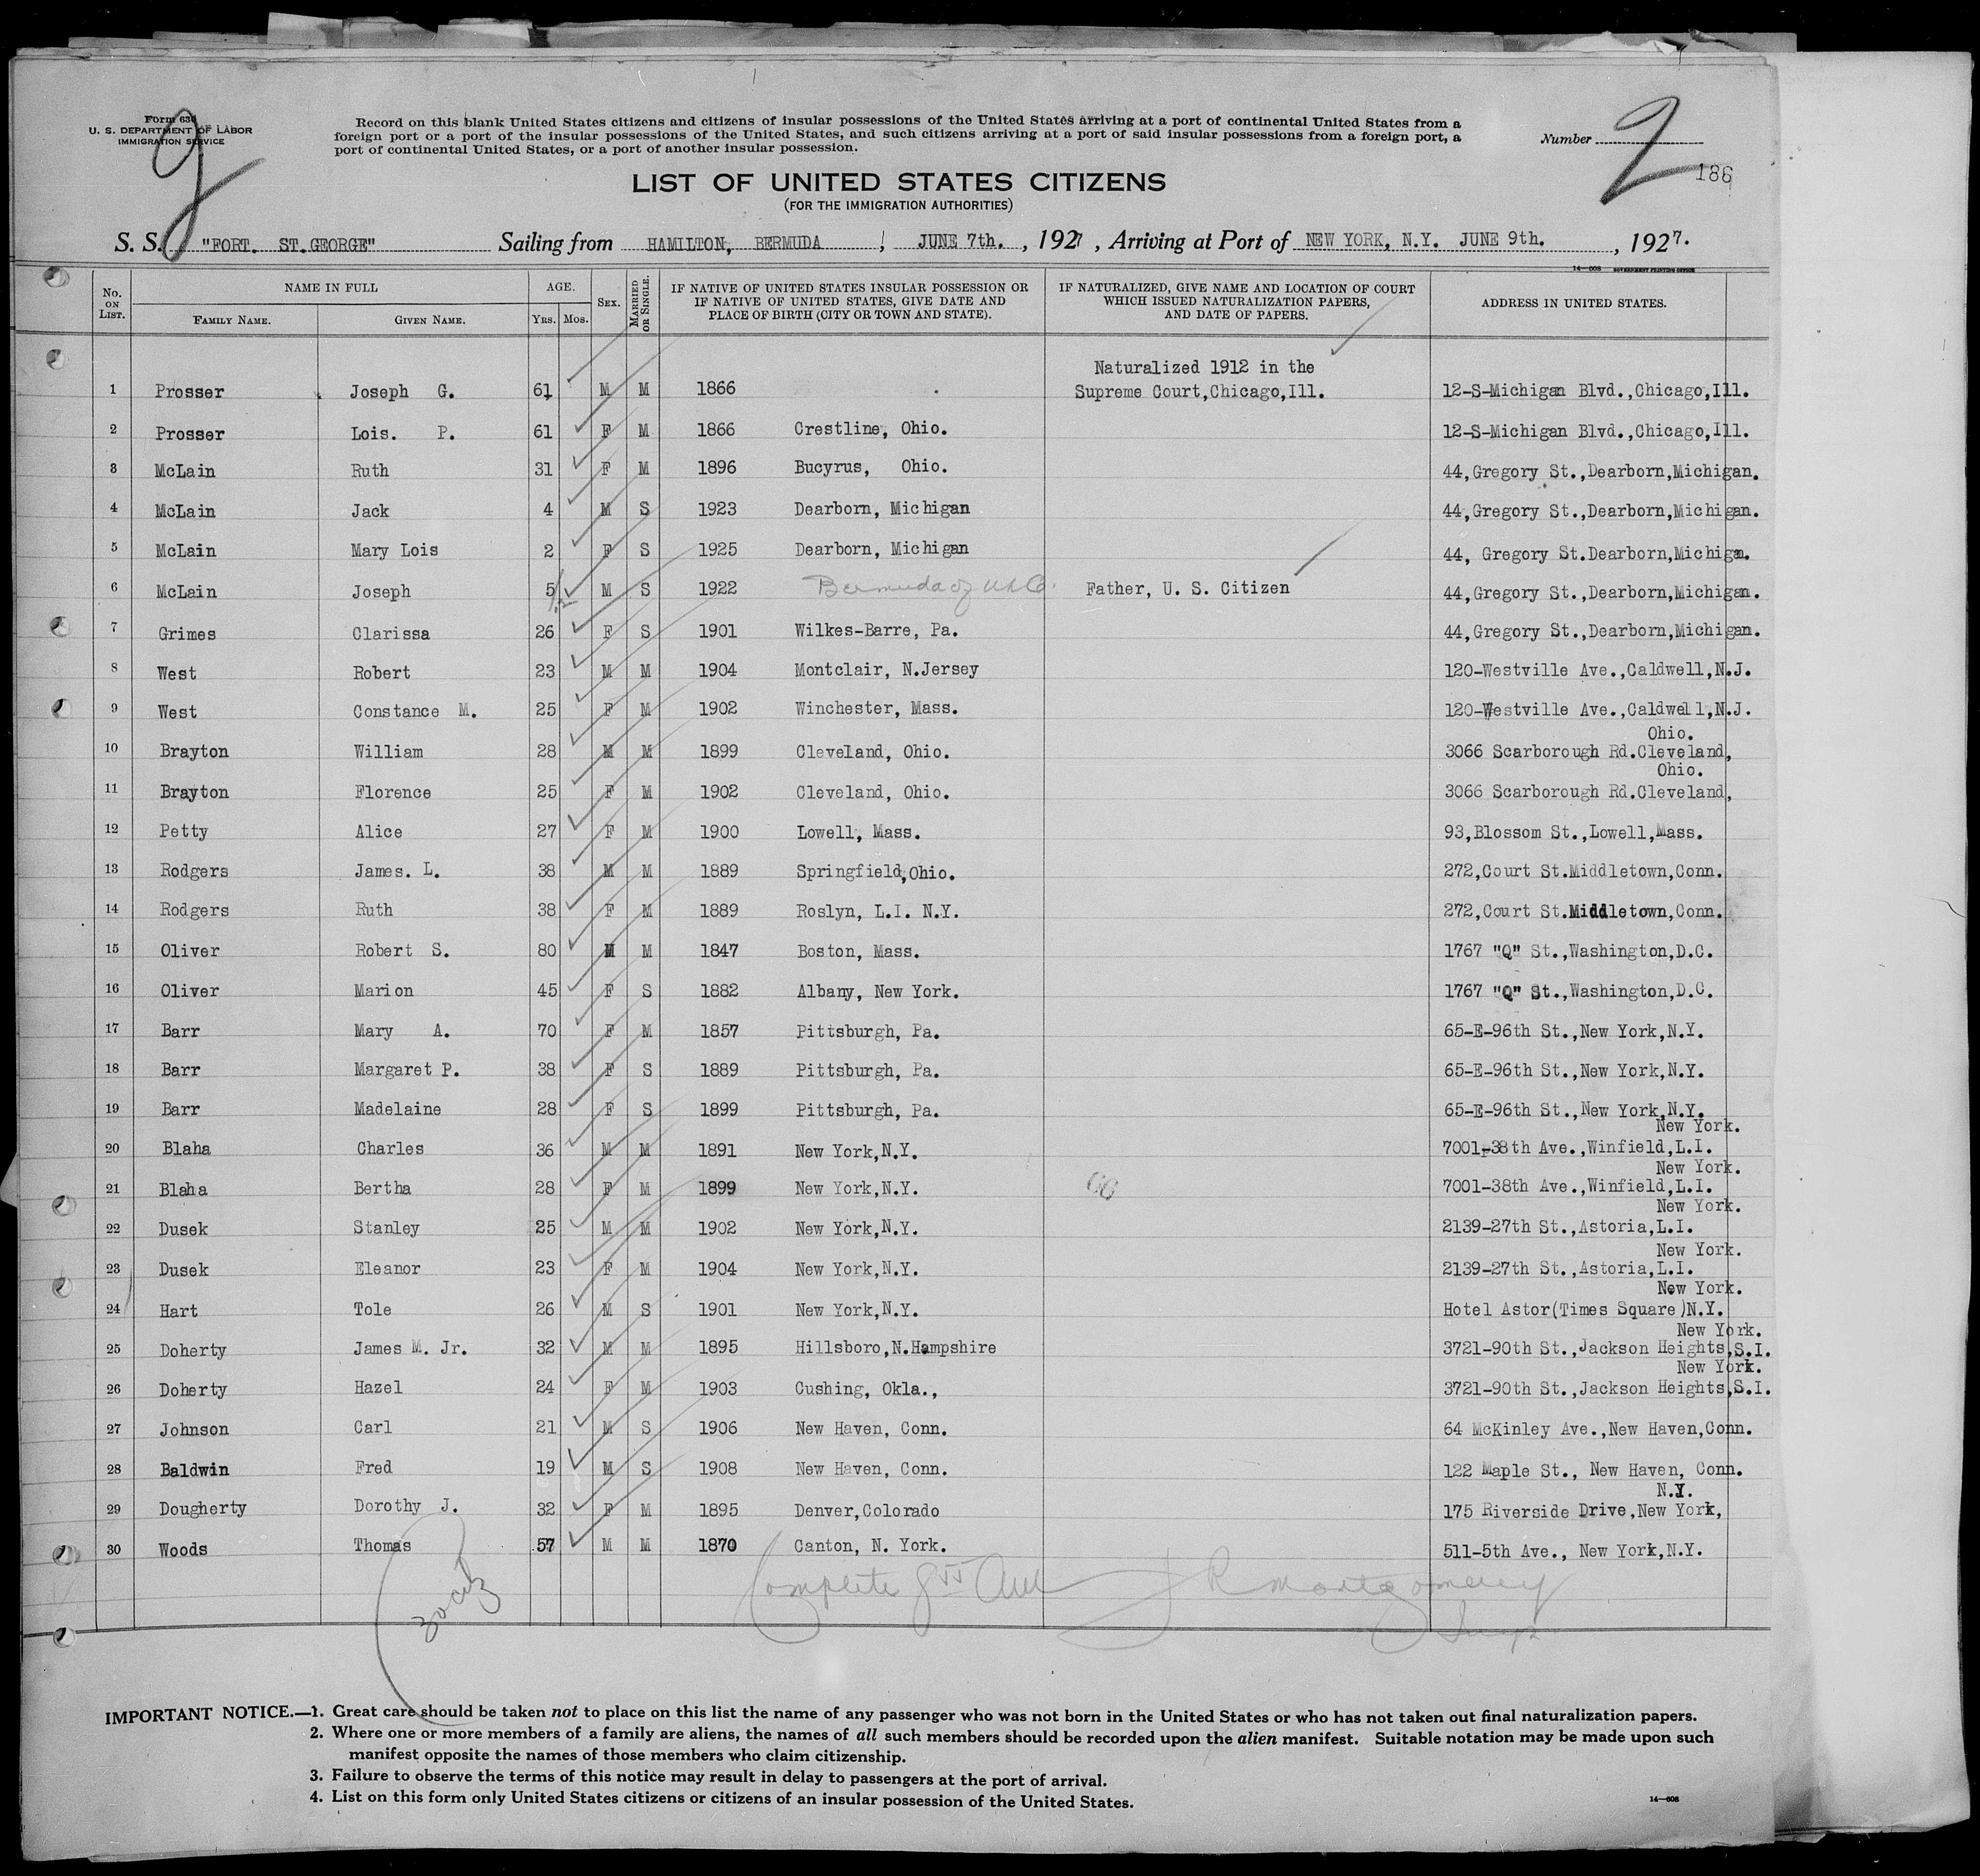 Form 630
U. S. DEPARTMENT OF LABOR
IMMIGRATION SERVICE
Record on this blank United States citizens and citizens of insular possessions of the United States arriving at a port of continental United States from a
foreign port or a port of the insular possessions of the United States, and such citizens arriving at a port of said insular possessions from a foreign port, a
port of continental United States, or a port of another insular possession.
Number
2
186
LIST OF UNITED STATES CITIZENS
(FOR THE IMMIGRATION AUTHORITIES)
S. S. "FORT. ST.GEORGE" Sailing from HAMILTON, BERMUDA, JUNE 7th., 1927, Arriving at Port of NEW YORK, N.Y. JUNE 9th., 1927.
14—608 GOVERNMENT PRINTING OFFICE
No. ON LIST. NAME IN FULL AGE. SEX. MARRIED OR SINGLE. IF NATIVE OF UNITED STATES INSULAR POSSESSION OR IF NATIVE OF UNITED STATES, GIVE DATE AND PLACE OF BIRTH (CITY OR TOWN AND STATE). IF NATURALIZED, GIVE NAME AND LOCATION OF COURT WHICH ISSUED NATURALIZATION PAPERS, AND DATE OF PAPERS. ADDRESS IN UNITED STATES.
FAMILY NAME. GIVEN NAME. YRS. MOS.
Naturalized 1912 in the
1 Prosser Joseph G. 61 M M 1866 Supreme Court,Chicago,Ill. 12-S-Michigan Blvd.,Chicago,Ill.
2 Prosser Lois. P. 61 F M 1866 Crestline, Ohio. 12-S-Michigan Blvd.,Chicago,Ill.
3 McLain Ruth 31 F M 1896 Bucyrus, Ohio. 44,Gregory St.,Dearborn,Michigan.
4 McLain Jack 4 M S 1923 Dearborn, Michigan 44,Gregory St.,Dearborn,Michigan.
5 McLain Mary Lois 2 F S 1925 Dearborn, Michigan 44, Gregory St.Dearborn,Michign.
6 McLain Joseph 5 M S 1922 Bermuda Father, U. S. Citizen 44,Gregory St.,Dearborn,Michigan.
7 Grimes Clarissa 26 F S 1901 Wilkes-Barre, Pa. 44,Gregory St.,Dearborn,Michigan.
8 West Robert 23 M M 1904 Montclair, N.Jersey 120-Westville Ave.,Caldwell,N.J.
9 West Constance M. 25 F M 1902 Winchester, Mass. 120-Westville Ave.,Caldwell,N.J.
Ohio.
10 Brayton William 28 M M 1899 Cleveland, Ohio. 3066 Scarborough Rd.Cleveland,
Ohio.
11 Brayton Florence 25 F M 1902 Cleveland, Ohio. 3066 Scarborough Rd.Cleveland,
12 Petty Alice 27 F M 1900 Lowell, Mass. 93,Blossom St.,Lowell,Mass.
13 Rodgers James. L. 38 M M 1889 Springfield,Ohio. 272,Court St.Middletown,Conn.
14 Rodgers Ruth 38 F M 1889 Roslyn, L.I. N.Y. 272,Court St.Middletown,Conn.
15 Oliver Robert S. 80 M M 1847 Boston, Mass. 1767 "Q" St.,Washington,D.C.
16 Oliver Marion 45 F S 1882 Albany, New York. 1767 "Q" St.,Washington,D.C.
17 Barr Mary A. 70 F M 1857 Pittsburgh, Pa. 65-E-96th St.,New York,N.Y.
18 Barr Margaret P. 38 F S 1889 Pittsburgh, Pa. 65-E-96th St.,New York,N.Y.
19 Barr Madelaine 28 F S 1899 Pittsburgh, Pa. 65-E-96th St.,New York,N.Y.
New York.
20 Blaha Charles 36 M M 1891 New York,N.Y. 7001-38th Ave.,Winfield,L.I.
New York.
21 Blaha Bertha 28 F M 1899 New York,N.Y. 7001-38th Ave.,Winfield,L.I.
New York.
22 Dusek Stanley 25 M M 1902 New York,N.Y. 2139-27th St.,Astoria,L.I.
New York.
23 Dusek Eleanor 23 F M 1904 New York,N.Y. 2139-27th St.,Astoria,L.I.
New York.
24 Hart Tole 26 M S 1901 New York,N.Y. Hotel Astor(Times Square)N.Y.
New York.
25 Doherty James M. Jr. 32 M M 1895 Hillsboro,N.Hampshire 3721-90th St.,Jackson Heights,S.I.
New York.
26 Doherty Hazel 24 F M 1903 Cushing, Okla., 3721-90th St.,Jackson Heights,S.I.
27 Johnson Carl 21 M S 1906 New Haven, Conn. 64 McKinley Ave.,New Haven,Conn.
28 Baldwin Fred 19 M S 1908 New Haven, Conn. 122 Maple St., New Haven, Conn.
N.Y.
29 Dougherty Dorothy J. 32 F M 1895 Denver,Colorado 175 Riverside Drive,New York,
30 Woods Thomas 57 M M 1870 Canton, N. York. 511-5th Ave., New York,N.Y.
30 citz
Complete J R Montgomery
Insp.
IMPORTANT NOTICE.—1. Great care should be taken not to place on this list the name of any passenger who was not born in the United States or who has not taken out final naturalization papers.
2. Where one or more members of a family are aliens, the names of all such members should be recorded upon the alien manifest. Suitable notation may be made upon such
manifest opposite the names of those members who claim citizenship.
3. Failure to observe the terms of this notice may result in delay to passengers at the port of arrival.
4. List on this form only United States citizens or citizens of an insular possession of the United States.
14—608